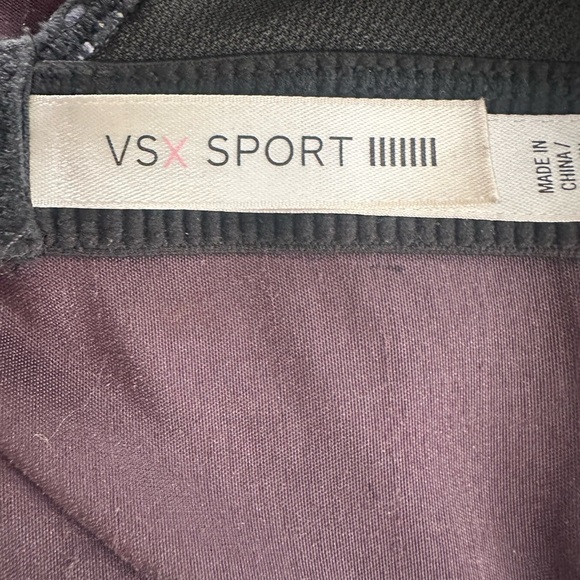 VSX SPORT
MADE IN
CHINA /